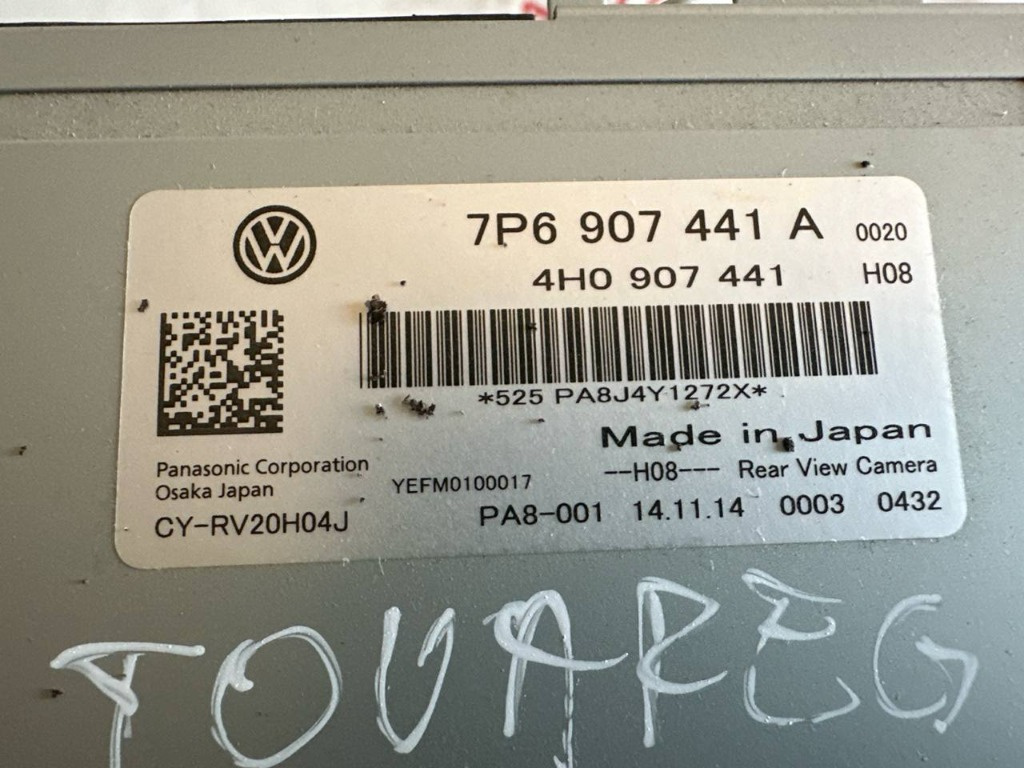 7P6 907 441 A 0020
4H0 907 441 H08
*525 PA8J4Y1272X*
Made in Japan
Panasonic Corporation
Osaka Japan
YEFM0100017
--H08--- Rear View Camera
CY-RV20H04J
PA8-001 14.11.14 0003 0432
TOUAREG